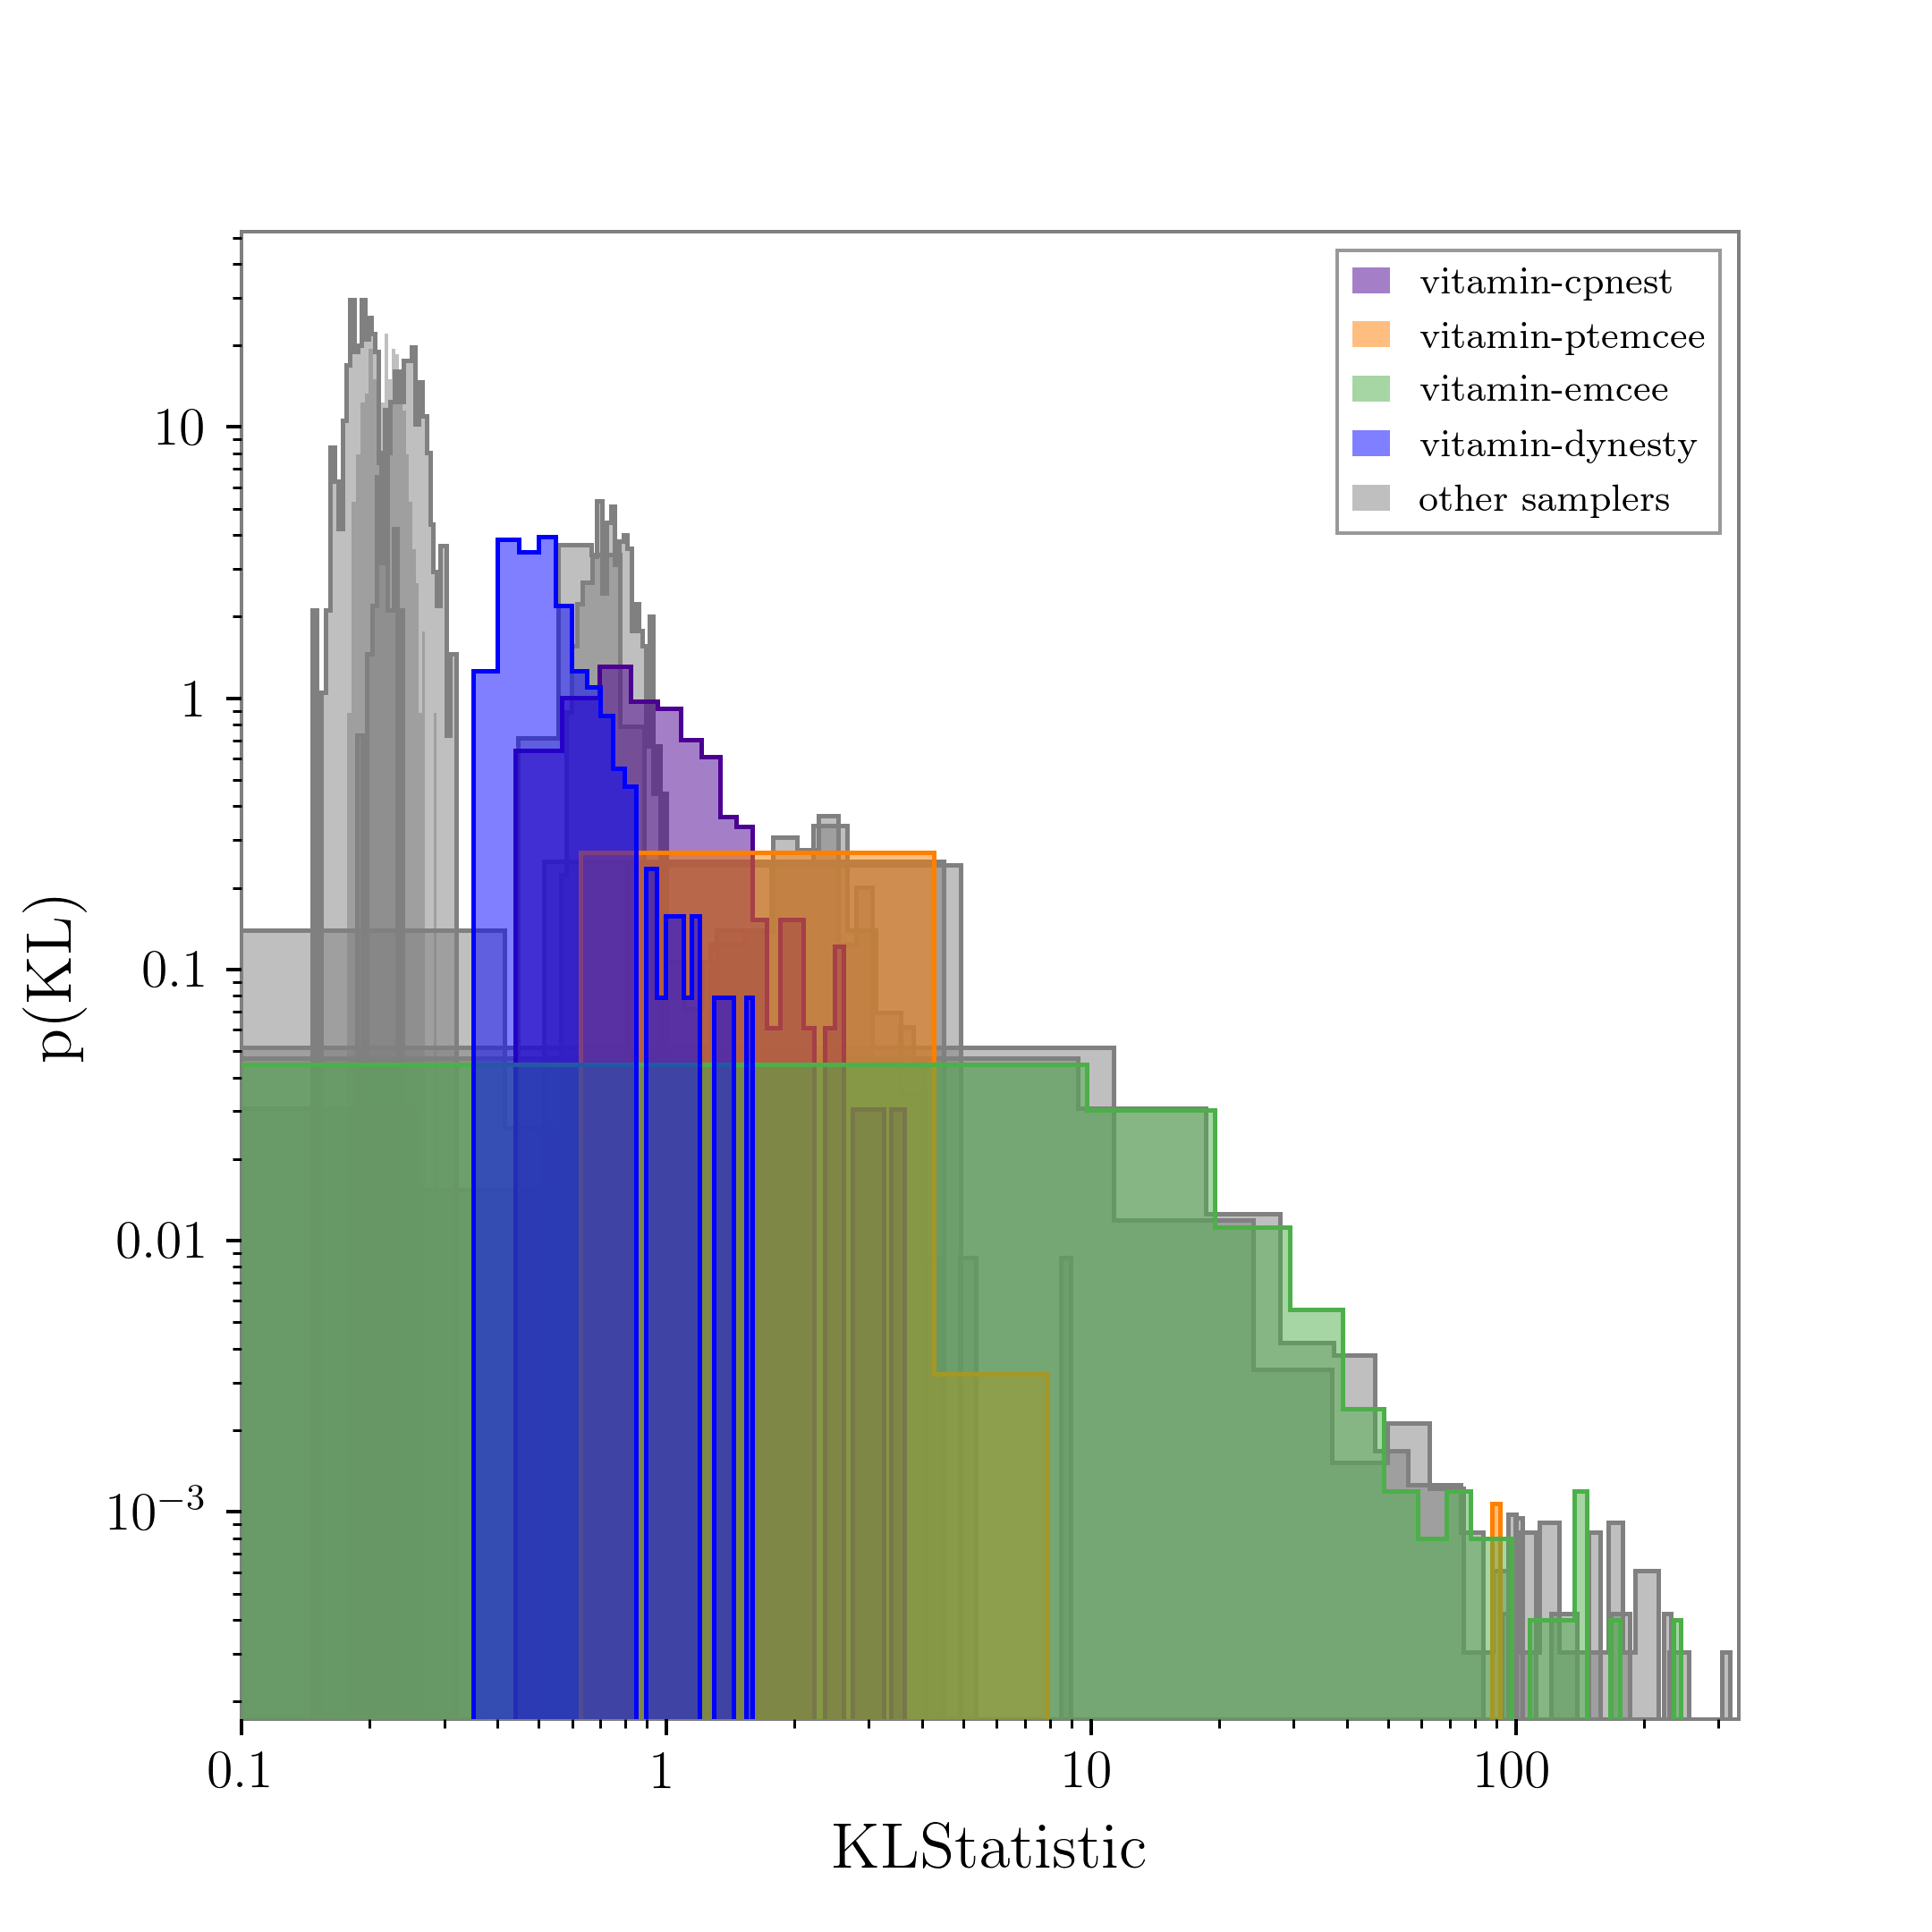 vitamin-cpnest
vitamin-ptemcee
vitamin-emcee
vitamin-dynesty
other samplers
10
1
0.1
0.01
10⁻³
p(KL)
0.1 1 10 100
KLStatistic